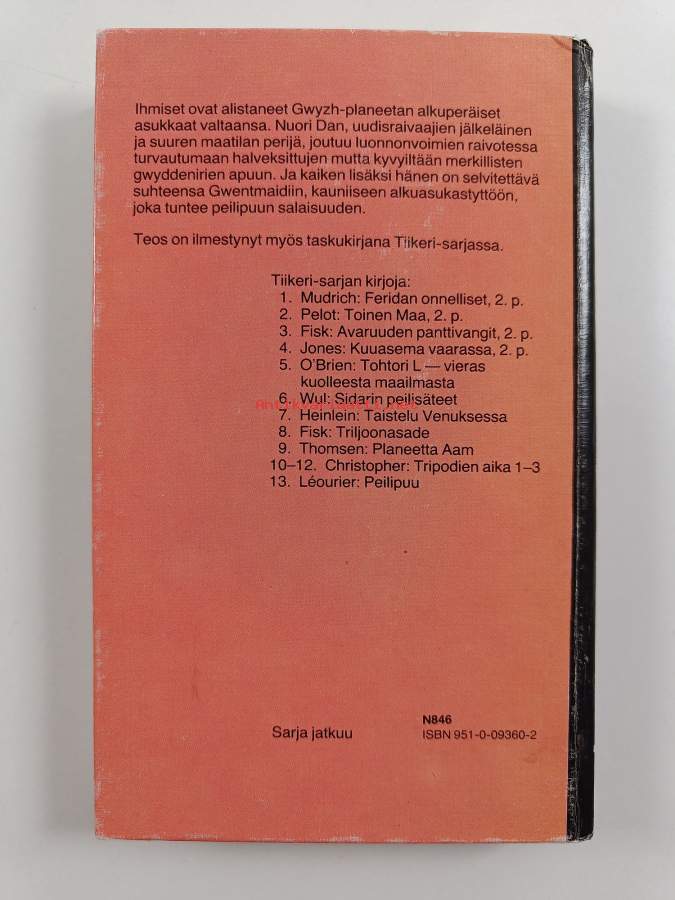 Ihmiset ovat alistaneet Gwyzh-planeetan alkuperäiset
asukkaat valtaansa. Nuori Dan, uudisraivaajien jälkeläinen
ja suuren maatilan perijä, joutuu luonnonvoimien raivotessa
turvautumaan halveksittujen mutta kyvyiltään merkillisten
gwyddenirien apuun. Ja kaiken lisäksi hänen on selvitettävä
suhteensa Gwentmaidiin, kauniiseen alkuasukastyttöön,
joka tuntee peilipuun salaisuuden.
Teos on ilmestynyt myös taskukirjana Tiikeri-sarjassa.
Tiikeri-sarjan kirjoja:
1. Mudrich: Feridan onnelliset, 2. p.
2. Pelot: Toinen Maa, 2. p.
3. Fisk: Avaruuden panttivangit, 2. p.
4. Jones: Kuuasema vaarassa, 2. p.
5. O'Brien: Tohtori L — vieras
kuolleesta maailmasta
6. Wul: Sidarin peilisäteet
7. Heinlein: Taistelu Venuksessa
8. Fisk: Triljoonasade
9. Thomsen: Planeetta Aam
10–12. Christopher: Tripodien aika 1–3
13. Léourier: Peilipuu
Sarja jatkuu
N846
ISBN 951-0-09360-2